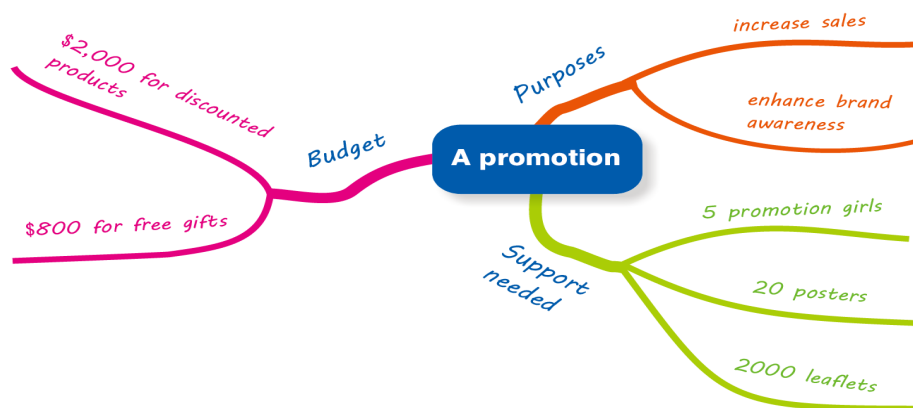 A promotion
Purposes
increase sales
enhance brand
awareness
Support
needed
5 promotion girls
20 posters
2000 leaflets
Budget
$2,000 for discounted
products
$800 for free gifts